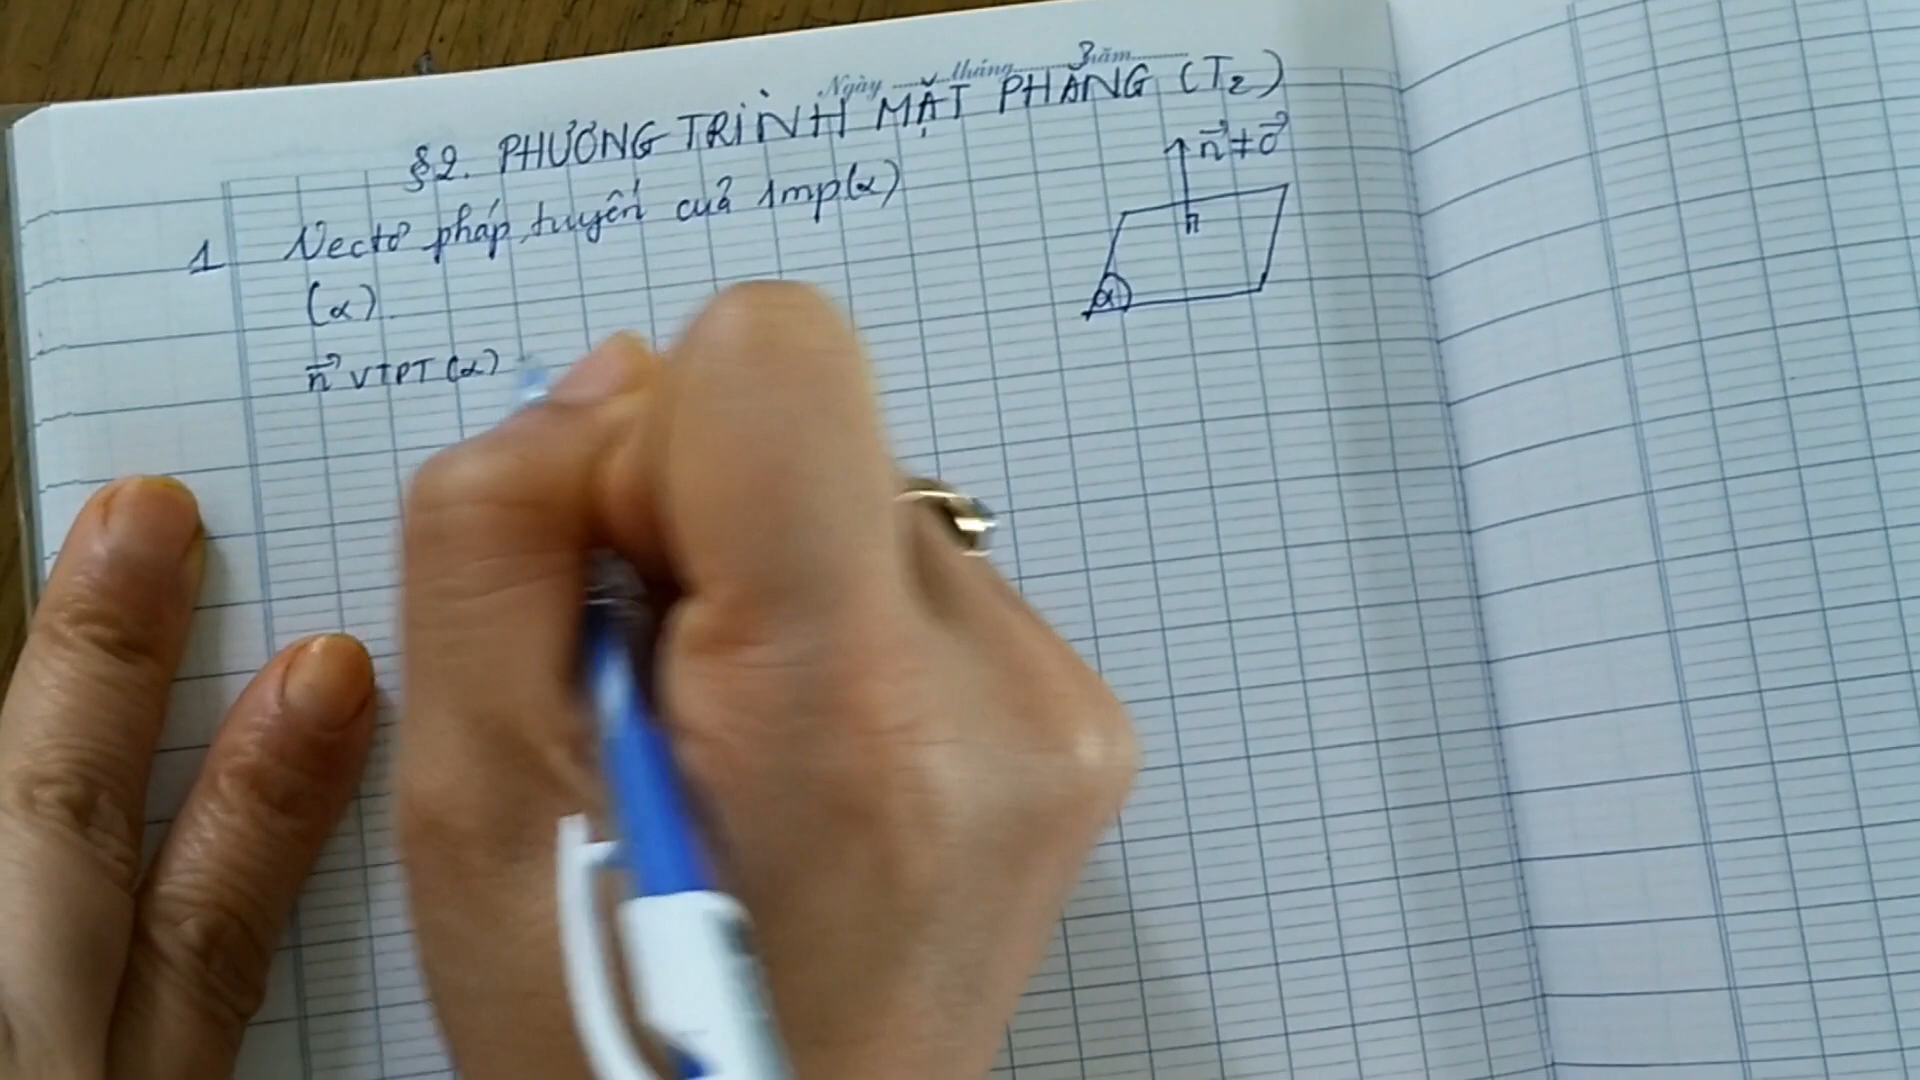 Ngày tháng năm
§2. PHƯƠNG TRÌNH MẶT PHẲNG (T2)
1 Vectơ pháp tuyến của 1mp(α)
n⃗ ≠ 0⃗
(α).
α
n⃗ VTPT (α)